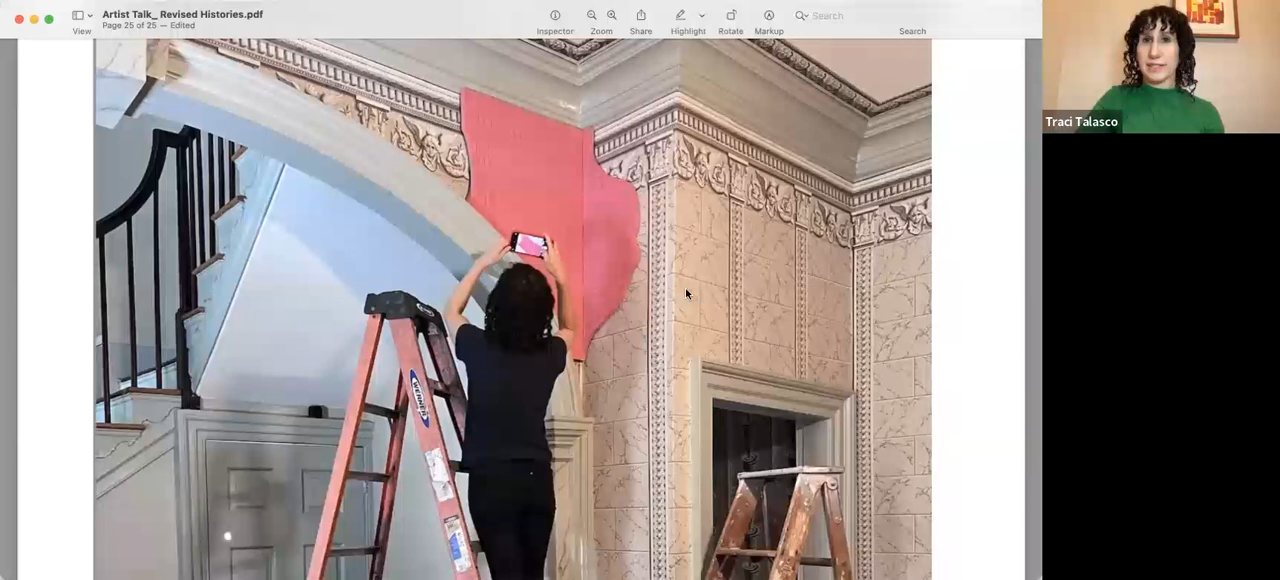 Artist Talk_ Revised Histories.pdf
Page 25 of 25 — Edited
View
Inspector
Zoom
Share
Highlight
Rotate
Markup
Search
Search
Traci Talasco
WERNER